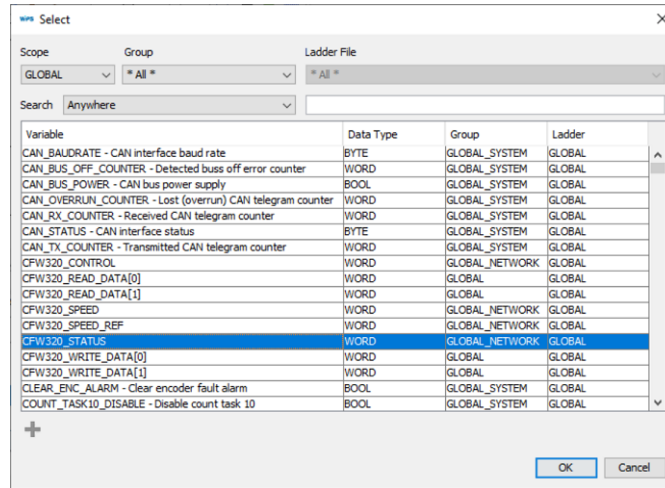 WPS Select
Scope Group Ladder File
GLOBAL * All * * All *
Search Anywhere
Variable Data Type Group Ladder
CAN_BAUDRATE - CAN interface baud rate BYTE GLOBAL_SYSTEM GLOBAL
CAN_BUS_OFF_COUNTER - Detected buss off error counter WORD GLOBAL_SYSTEM GLOBAL
CAN_BUS_POWER - CAN bus power supply BOOL GLOBAL_SYSTEM GLOBAL
CAN_OVERRUN_COUNTER - Lost (overrun) CAN telegram counter WORD GLOBAL_SYSTEM GLOBAL
CAN_RX_COUNTER - Received CAN telegram counter WORD GLOBAL_SYSTEM GLOBAL
CAN_STATUS - CAN interface status BYTE GLOBAL_SYSTEM GLOBAL
CAN_TX_COUNTER - Transmitted CAN telegram counter WORD GLOBAL_SYSTEM GLOBAL
CFW320_CONTROL WORD GLOBAL_NETWORK GLOBAL
CFW320_READ_DATA[0] WORD GLOBAL GLOBAL
CFW320_READ_DATA[1] WORD GLOBAL GLOBAL
CFW320_SPEED WORD GLOBAL_NETWORK GLOBAL
CFW320_SPEED_REF WORD GLOBAL_NETWORK GLOBAL
CFW320_STATUS WORD GLOBAL_NETWORK GLOBAL
CFW320_WRITE_DATA[0] WORD GLOBAL GLOBAL
CFW320_WRITE_DATA[1] WORD GLOBAL GLOBAL
CLEAR_ENC_ALARM - Clear encoder fault alarm BOOL GLOBAL_SYSTEM GLOBAL
COUNT_TASK10_DISABLE - Disable count task 10 BOOL GLOBAL_SYSTEM GLOBAL
OK Cancel